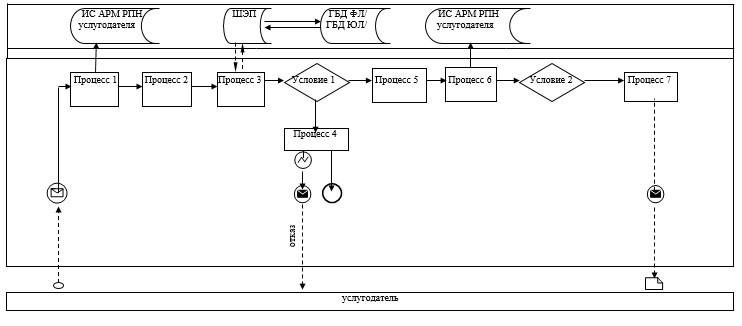 ИС АРМ РПН
услугодателя
ШЭП
ГБД ФЛ/
ГБД ЮЛ/
ИС АРМ РПН
услугодателя
Процесс 1
Процесс 2
Процесс 3
Условие 1
Процесс 5
Процесс 6
Условие 2
Процесс 7
Процесс 4
отказ
услугодатель